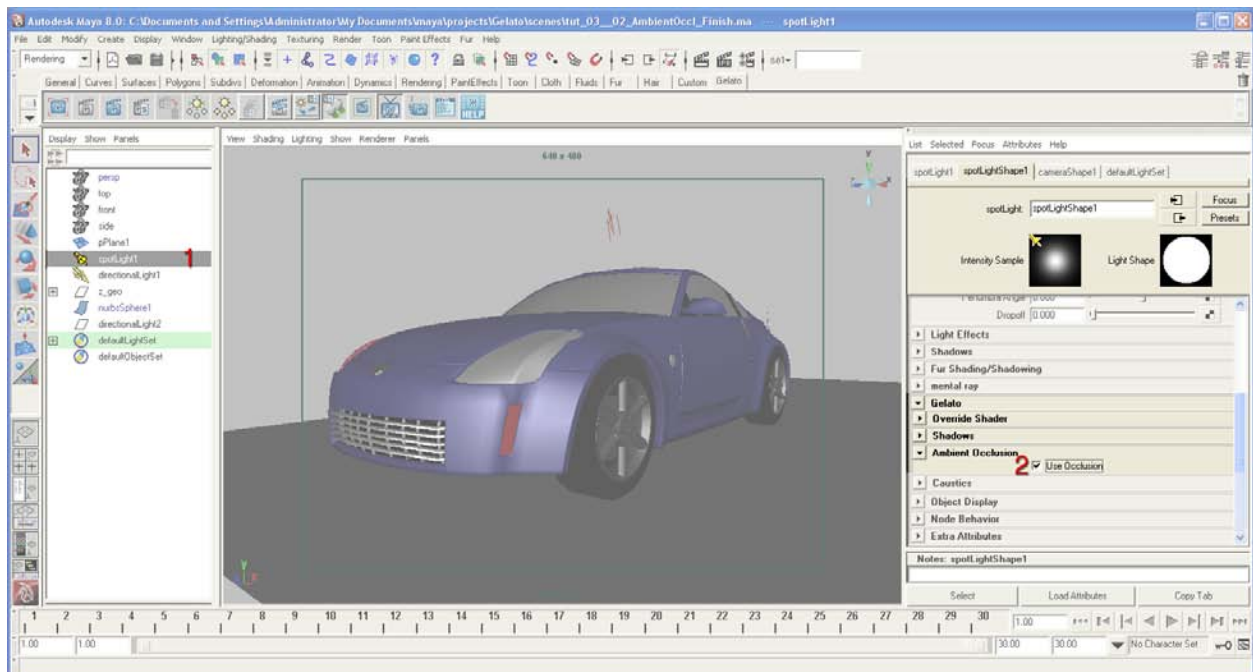 Autodesk Maya 8.0: C:\Documents and Settings\Administrator\My Documents\maya\projects\Gelato\scenes\tut_03__02_AmbientOccl_Finish.ma --- spotLight1
File Edit Modify Create Display Window Lighting/Shading Texturing Render Toon Paint Effects Fur Help
Rendering
sel-
General Curves Surfaces Polygons Subdivs Deformation Animation Dynamics Rendering PaintEffects Toon Cloth Fluids Fur Hair Custom Gelato
HELP
Display Show Panels
persp
top
front
side
pPlane1
spotLight1 1
directionalLight1
z_geo
nurbsSphere1
directionalLight2
defaultLightSet
defaultObjectSet
View Shading Lighting Show Renderer Panels
640 x 480
List Selected Focus Attributes Help
spotLight1 spotLightShape1 cameraShape1 defaultLightSet
spotLight: spotLightShape1
Focus
Presets
Intensity Sample
Light Shape
Penumbra Angle 0.000
Dropoff 0.000
Light Effects
Shadows
Fur Shading/Shadowing
mental ray
Gelato
Override Shader
Shadows
Ambient Occlusion
2 Use Occlusion
Caustics
Object Display
Node Behavior
Extra Attributes
Notes: spotLightShape1
Select Load Attributes Copy Tab
1 2 3 4 5 6 7 8 9 10 11 12 13 14 15 16 17 18 19 20 21 22 23 24 25 26 27 28 29 30
1.00
1.00 1.00 30.00 30.00 No Character Set